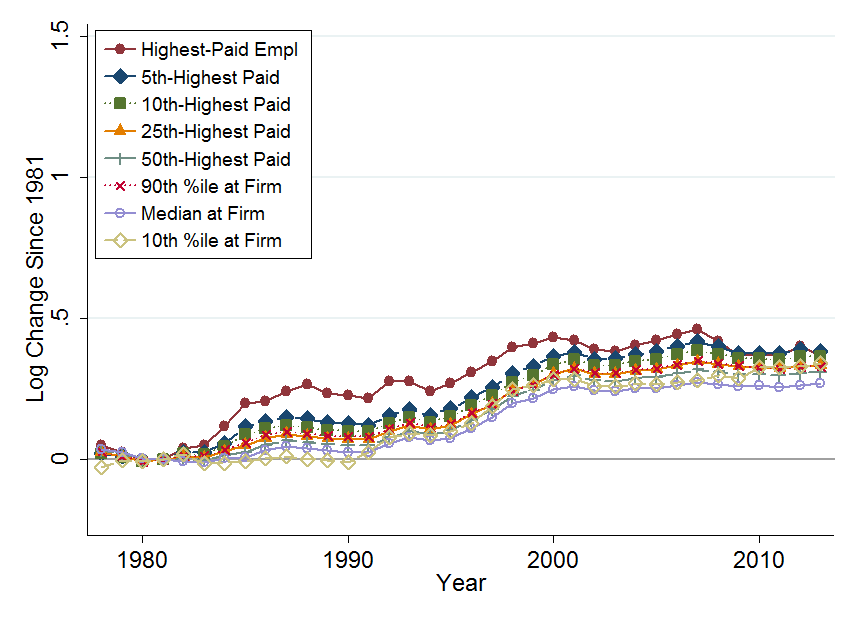 Highest-Paid Empl
5th-Highest Paid
10th-Highest Paid
25th-Highest Paid
50th-Highest Paid
90th %ile at Firm
Median at Firm
10th %ile at Firm
Log Change Since 1981
1.5
1
.5
0
1980 1990 2000 2010
Year